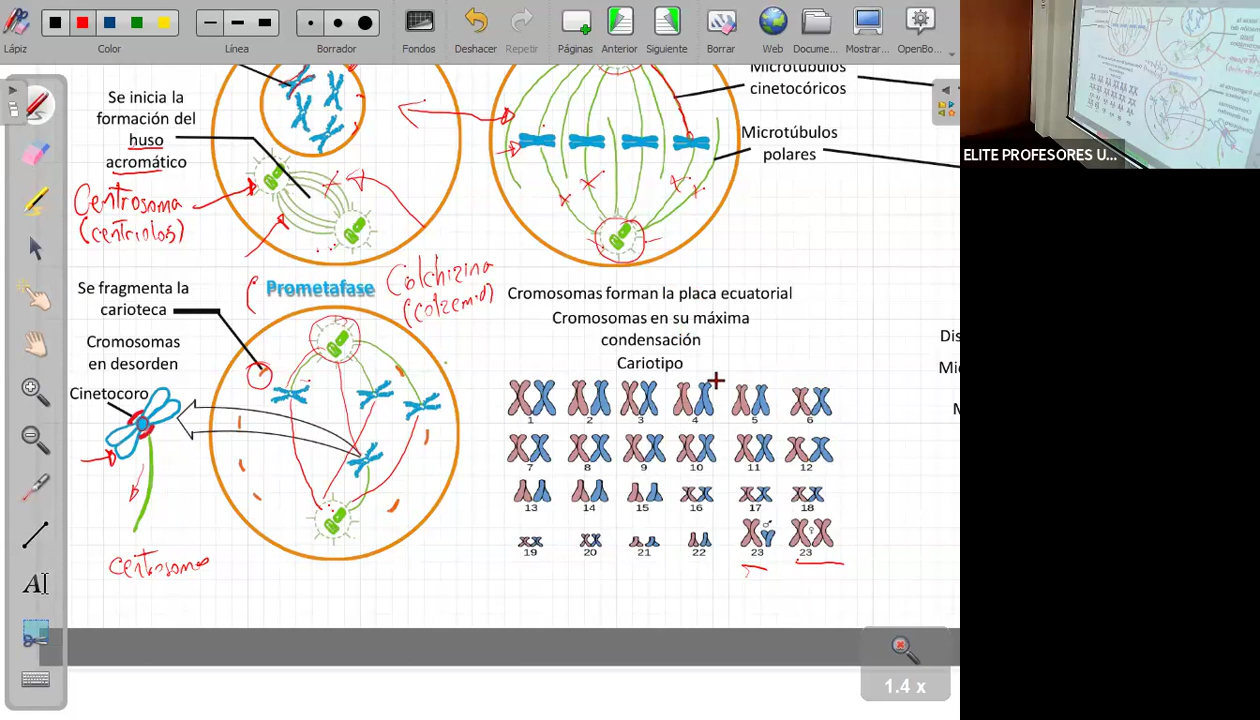 Lápiz
Color
Línea
Borrador
Fondos
Deshacer
Repetir
Páginas
Anterior
Siguiente
Borrar
Web
Docume...
Mostrar...
OpenBo...
Se inicia la
formación del
huso
acromático
Centrosoma
(centriolos)
Microtúbulos
cinetocóricos
Microtúbulos
polares
ELITE PROFESORES U...
Prometafase
Colchizina
(colzemid)
Se fragmenta la
carioteca
Cromosomas
en desorden
Cinetocoro
centrosomas
Cromosomas forman la placa ecuatorial
Cromosomas en su máxima
condensación
Cariotipo
1 2 3 4 5 6
7 8 9 10 11 12
13 14 15 16 17 18
19 20 21 22 23 23
♂ ♀
Dis
Mi
1.4 x